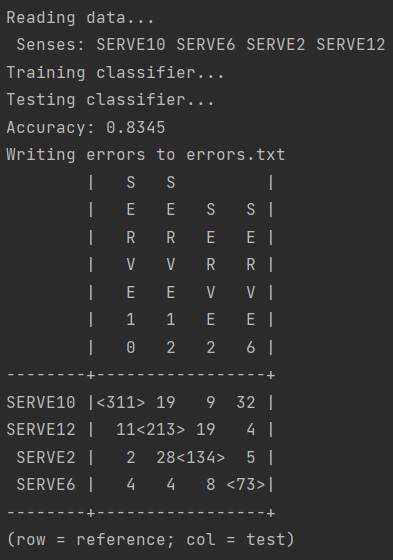 Reading data...
 Senses: SERVE10 SERVE6 SERVE2 SERVE12
Training classifier...
Testing classifier...
Accuracy: 0.8345
Writing errors to errors.txt
        |   S   S         |
        |   E   E   S   S |
        |   R   R   E   E |
        |   V   V   R   R |
        |   E   E   V   V |
        |   1   1   E   E |
        |   0   2   2   6 |
--------+-----------------+
SERVE10 |<311> 19   9  32 |
SERVE12 |  11<213> 19   4 |
 SERVE2 |   2  28<134>  5 |
 SERVE6 |   4   4   8 <73>|
--------+-----------------+
(row = reference; col = test)